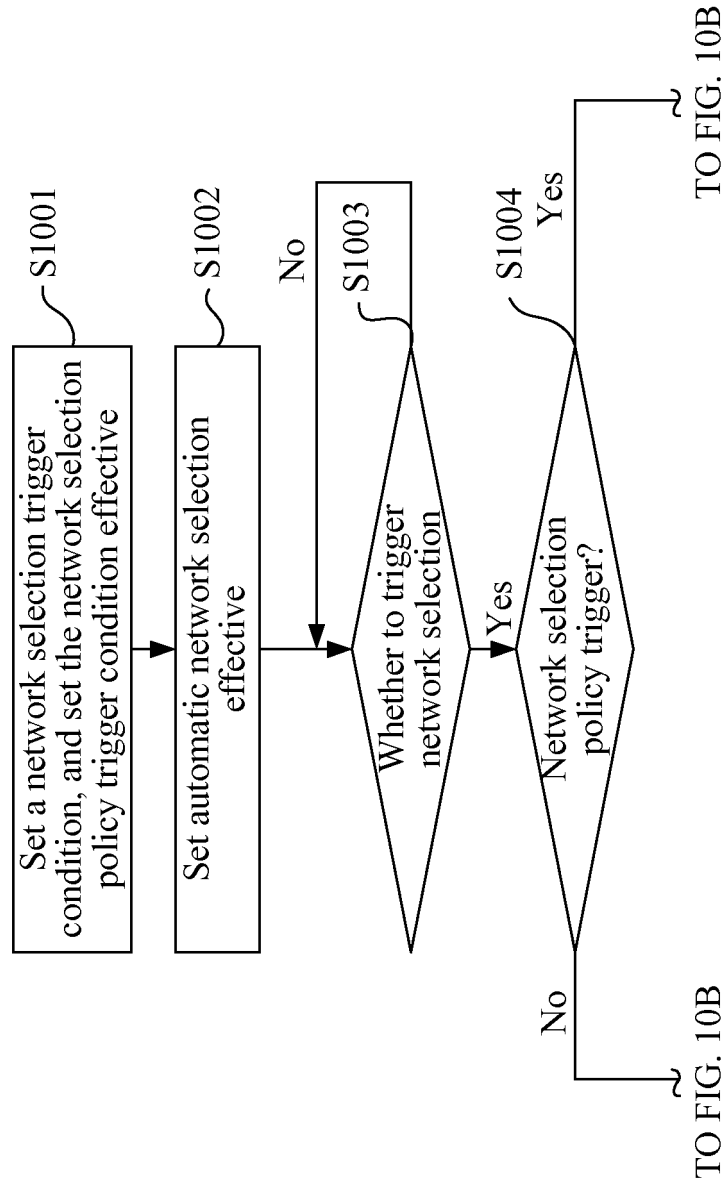 Set a network selection trigger
condition, and set the network selection
policy trigger condition effective
S1001
Set automatic network selection
effective
S1002
No
Whether to trigger
network selection
S1003
Yes
Network selection
policy trigger?
S1004
No
Yes
TO FIG. 10B
TO FIG. 10B